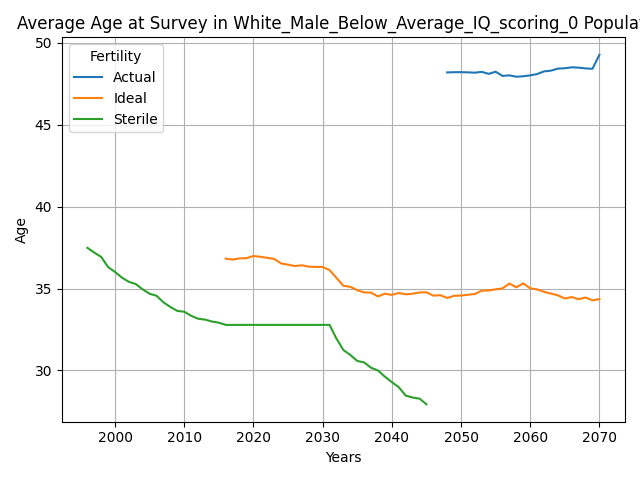 Average Age at Survey in White_Male_Below_Average_IQ_scoring_0 Popula
Fertility
Actual
Ideal
Sterile
50
45
40
35
30
Age
2000 2010 2020 2030 2040 2050 2060 2070
Years